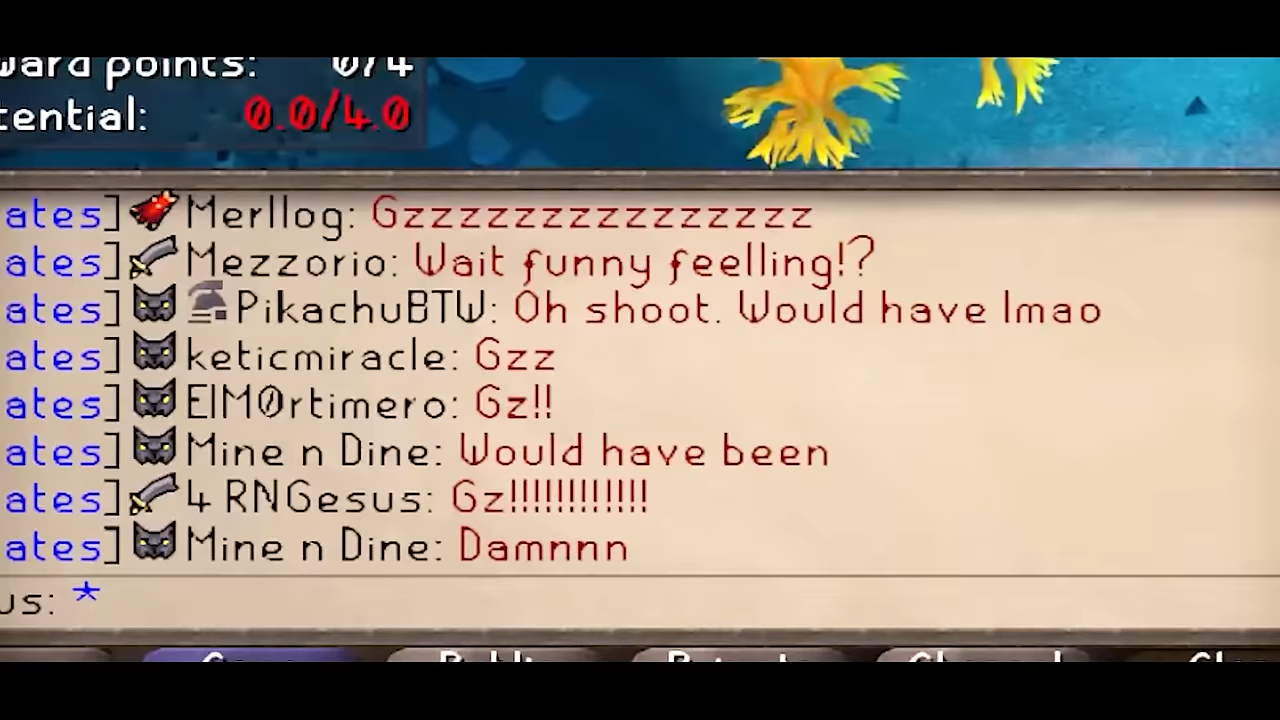 ward points: 0/4
tential: 0.0/4.0
ates] Merllog: Gzzzzzzzzzzzzzzz
ates] Mezzorio: Wait funny feelling!?
ates] PikachuBTW: Oh shoot. Would have lmao
ates] keticmiracle: Gzz
ates] ElM0rtimero: Gz!!
ates] Mine n Dine: Would have been
ates] 4 RNGesus: Gz!!!!!!!!!!!!
ates] Mine n Dine: Damnnn
us: *